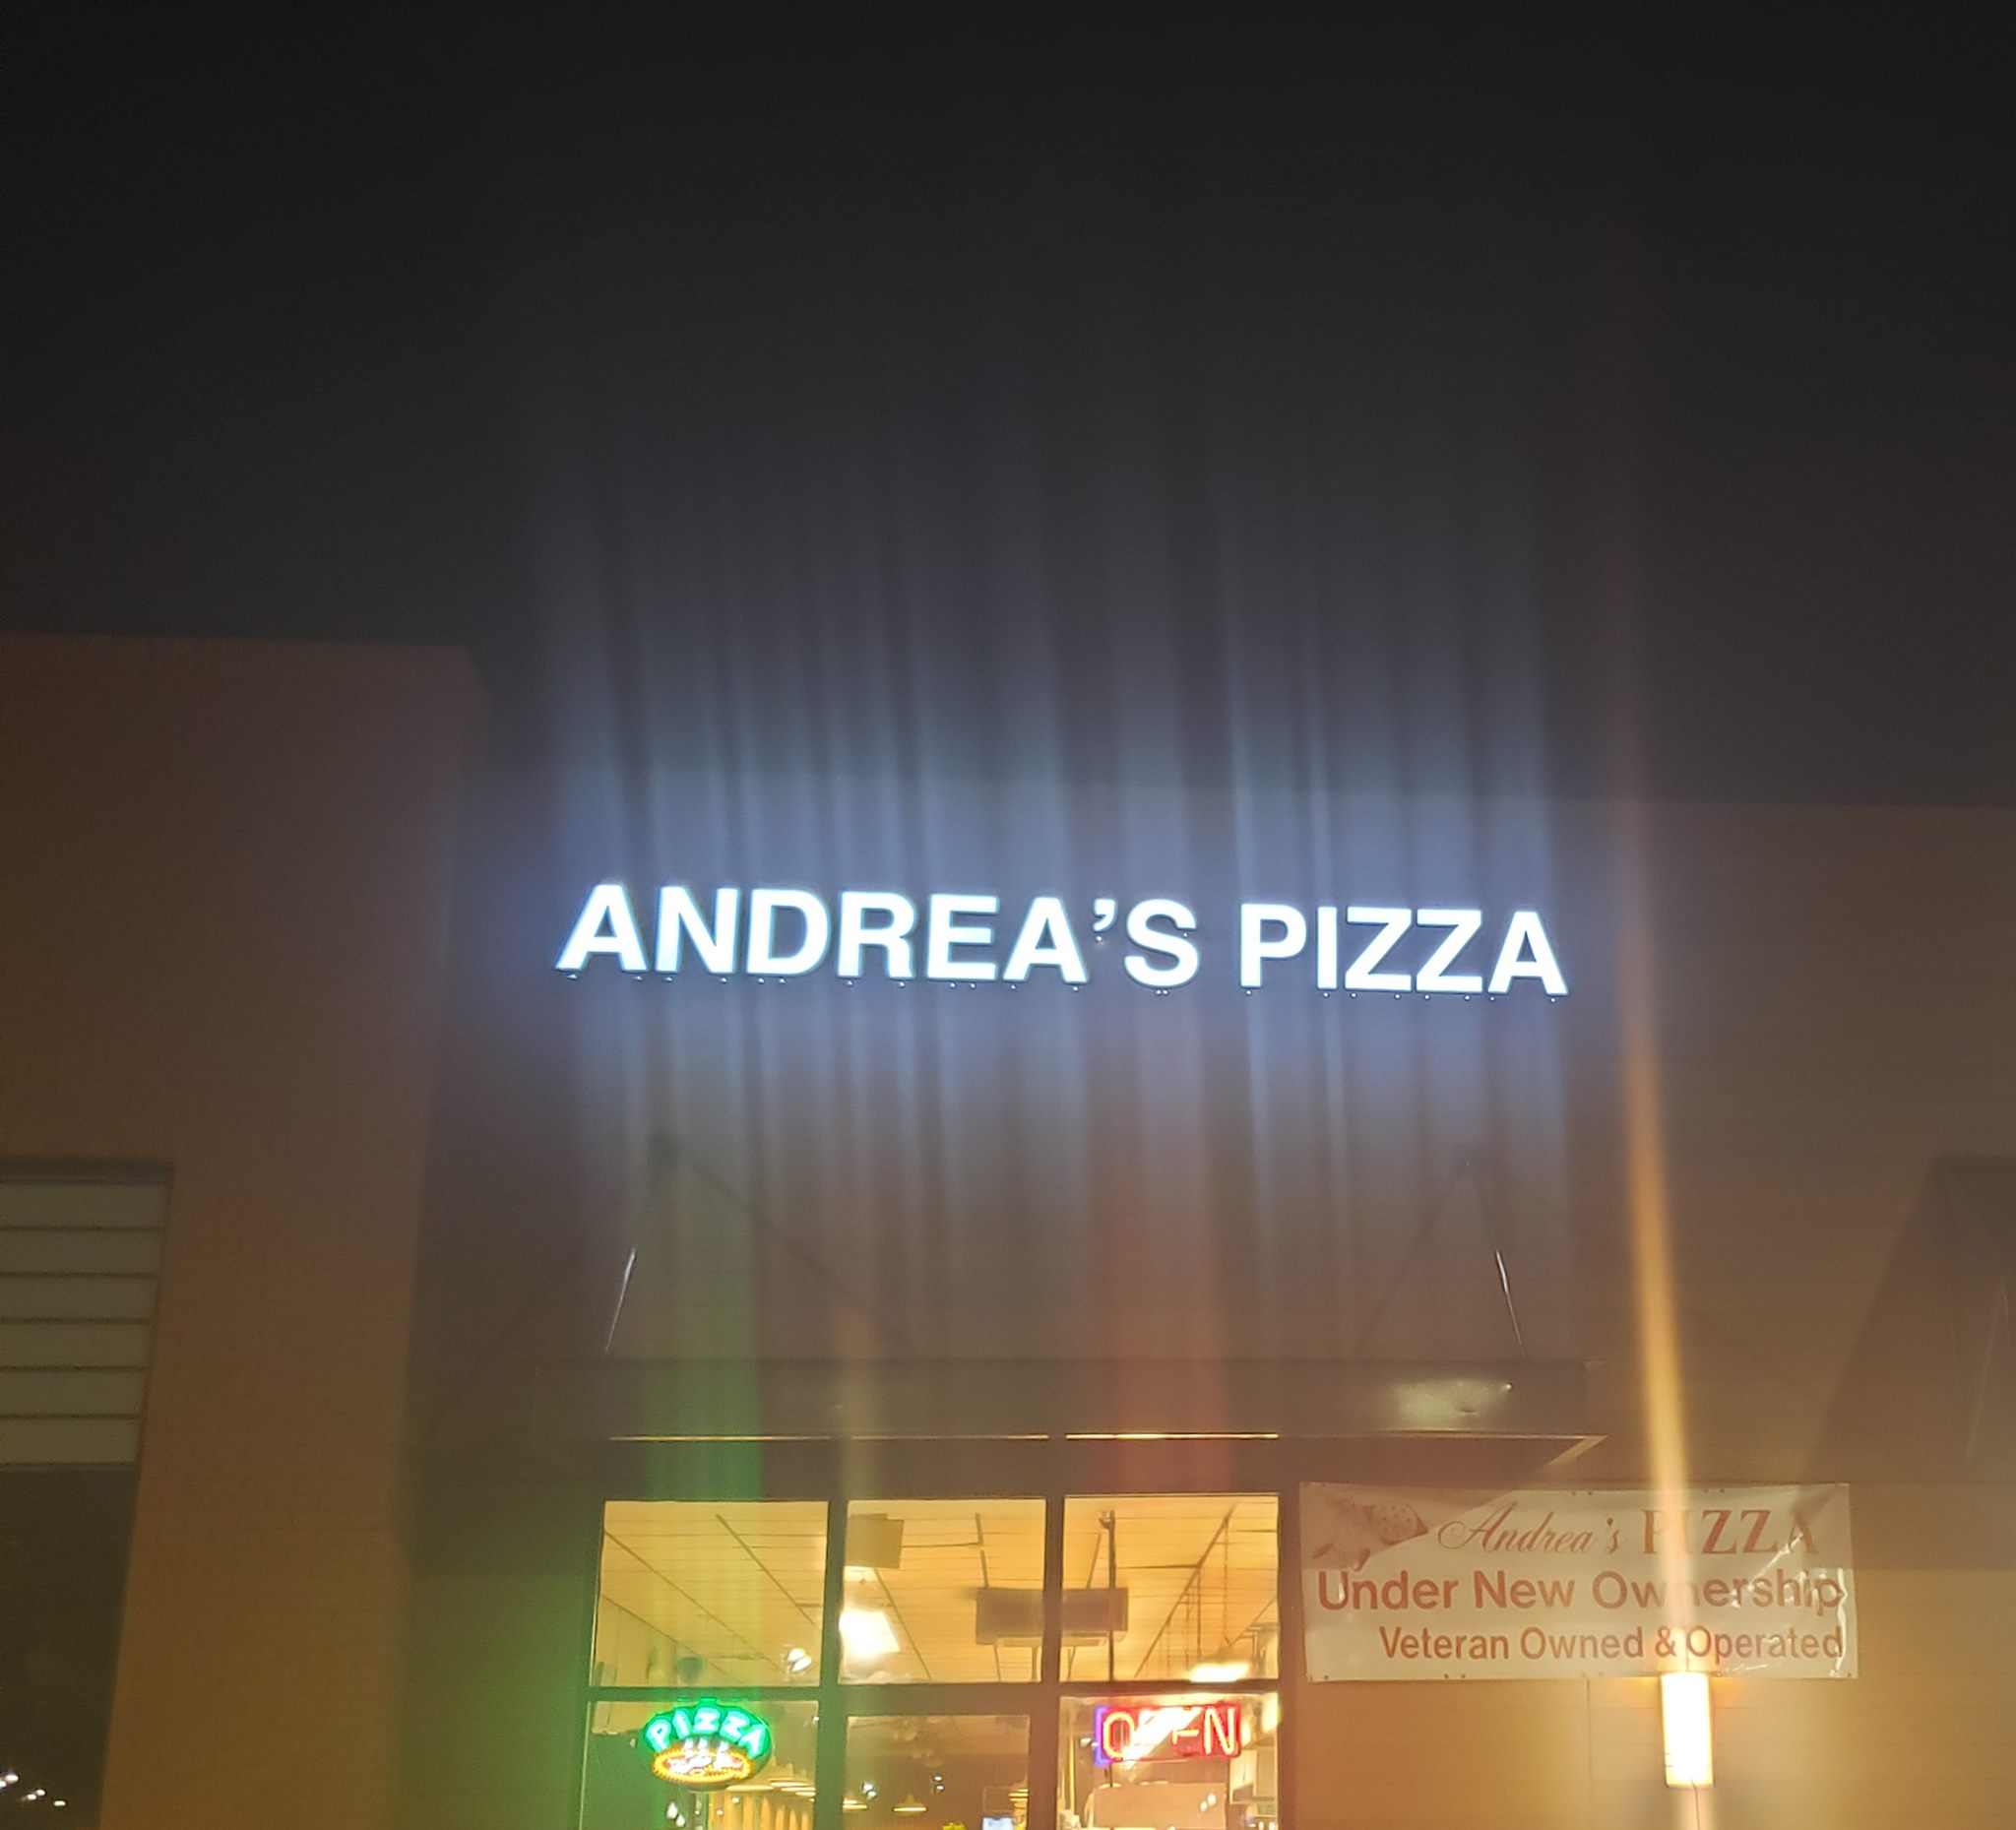 ANDREA'S PIZZA
Andrea's PIZZA
Under New Ownership
Veteran Owned & Operated
PIZZA
OPEN